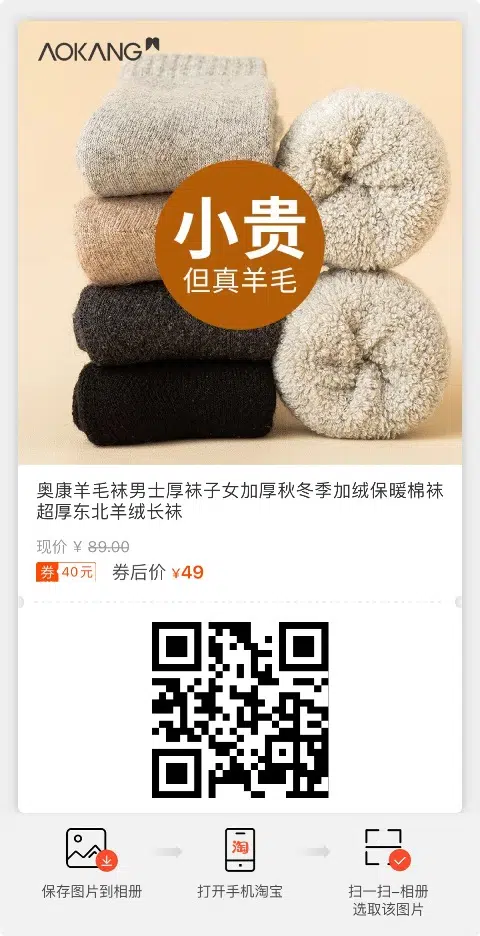 AOKANG
小贵
但真羊毛
奥康羊毛袜男士厚袜子女加厚秋冬季加绒保暖棉袜
超厚东北羊绒长袜
现价 ¥ 89.00
券 40元 券后价 ¥49
淘
保存图片到相册
打开手机淘宝
扫一扫-相册
选取该图片